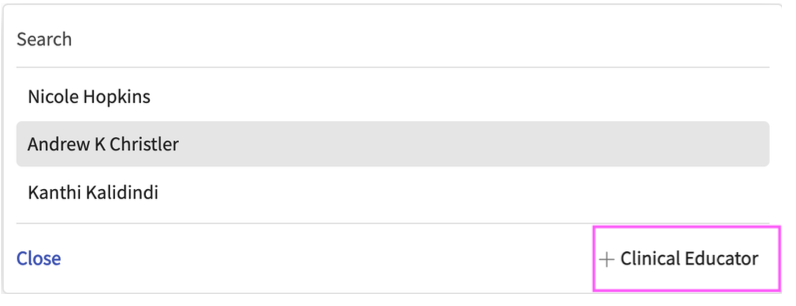 Search
Nicole Hopkins
Andrew K Christler
Kanthi Kalidindi
Close
+ Clinical Educator